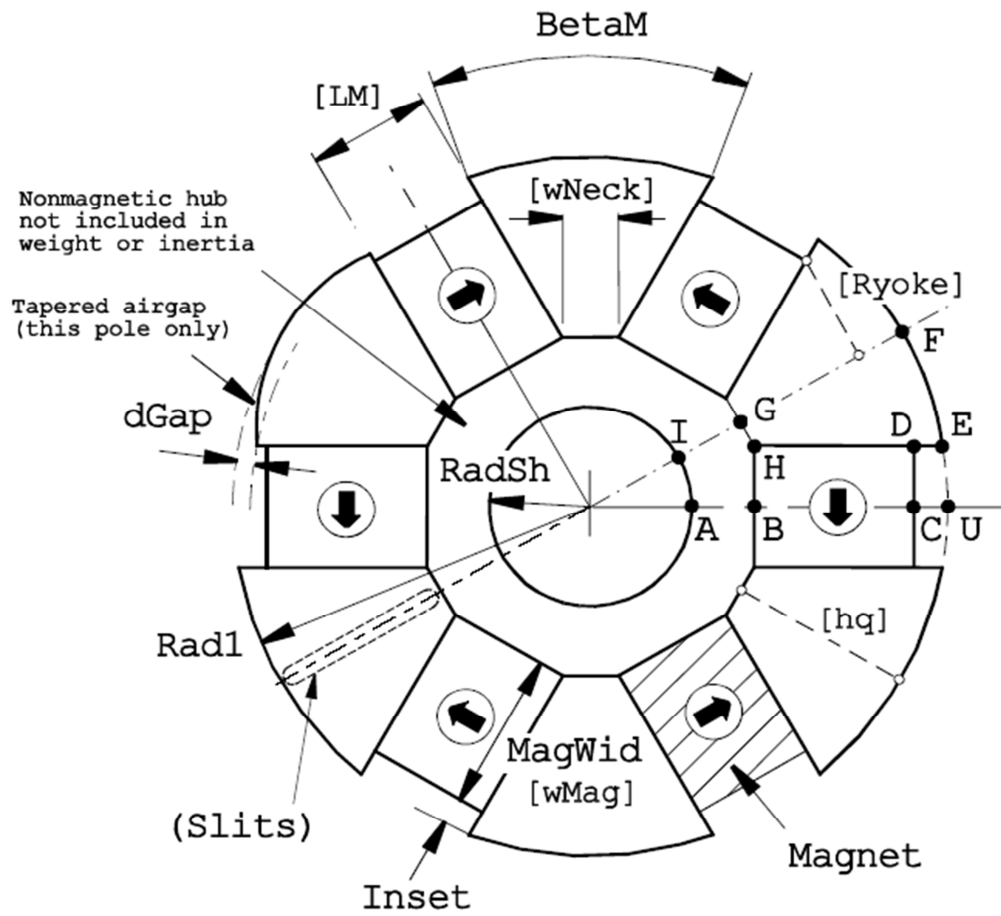 BetaM
[LM]
[wNeck]
Nonmagnetic hub
not included in
weight or inertia
[Ryoke]
Tapered airgap
(this pole only)
F
dGap
G
D
E
I
H
RadSh
A
B
C
U
[hq]
Rad1
MagWid
[wMag]
(Slits)
Magnet
Inset